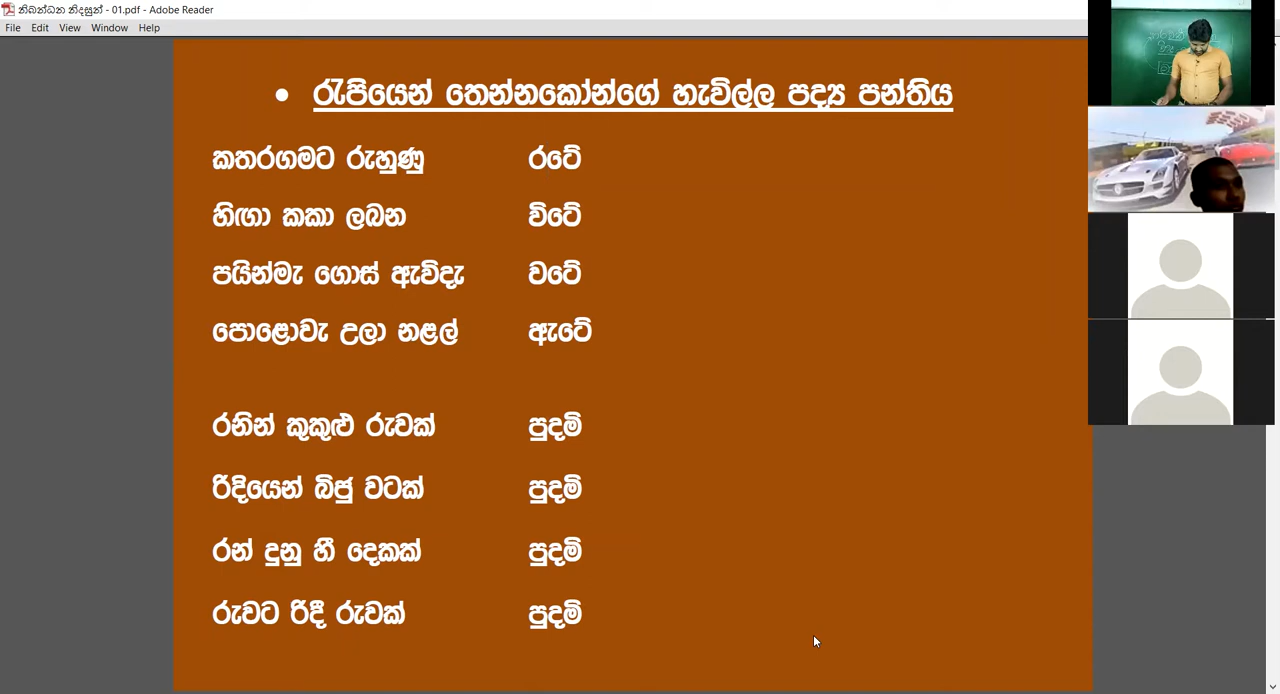 නිබන්ධන නිදසුන් - 01.pdf - Adobe Reader
File Edit View Window Help
• රැපියෙන් තෙන්නකෝන්ගේ හැවිල්ල පද්‍ය පන්තිය
කතරගමට රුහුණු රටේ
හිඟා කකා ලබන විටේ
පයින්මැ ගොස් ඇවිදැ වටේ
පොළොවැ උලා නළල් ඇටේ
රනින් කුකුළු රුවක් පුදමි
රිදියෙන් බිජු වටක් පුදමි
රන් දුනු හී දෙකක් පුදමි
රුවට රිදී රුවක් පුදමි